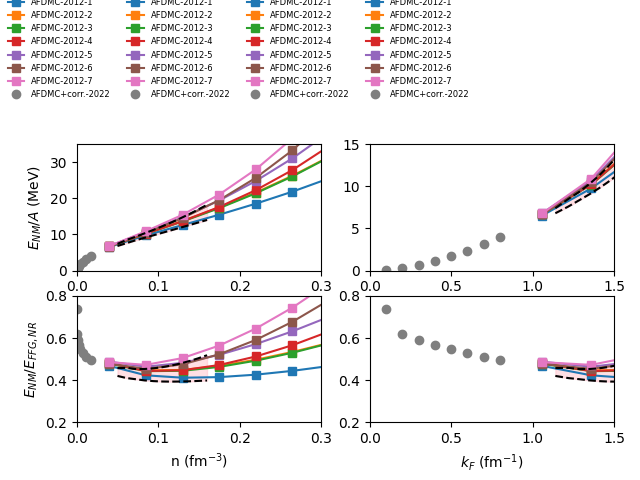 AFDMC-2012-1 AFDMC-2012-1 AFDMC-2012-1 AFDMC-2012-1
AFDMC-2012-2 AFDMC-2012-2 AFDMC-2012-2 AFDMC-2012-2
AFDMC-2012-3 AFDMC-2012-3 AFDMC-2012-3 AFDMC-2012-3
AFDMC-2012-4 AFDMC-2012-4 AFDMC-2012-4 AFDMC-2012-4
AFDMC-2012-5 AFDMC-2012-5 AFDMC-2012-5 AFDMC-2012-5
AFDMC-2012-6 AFDMC-2012-6 AFDMC-2012-6 AFDMC-2012-6
AFDMC-2012-7 AFDMC-2012-7 AFDMC-2012-7 AFDMC-2012-7
AFDMC+corr.-2022 AFDMC+corr.-2022 AFDMC+corr.-2022 AFDMC+corr.-2022
E_{NM}/A (MeV)
30
20
10
0
0.0 0.1 0.2 0.3
15
10
5
0
0.0 0.5 1.0 1.5
E_{NM}/E_{FFG,NR}
0.8
0.6
0.4
0.2
0.0 0.1 0.2 0.3
n (fm^{−3})
0.8
0.6
0.4
0.2
0.0 0.5 1.0 1.5
k_F (fm^{−1})